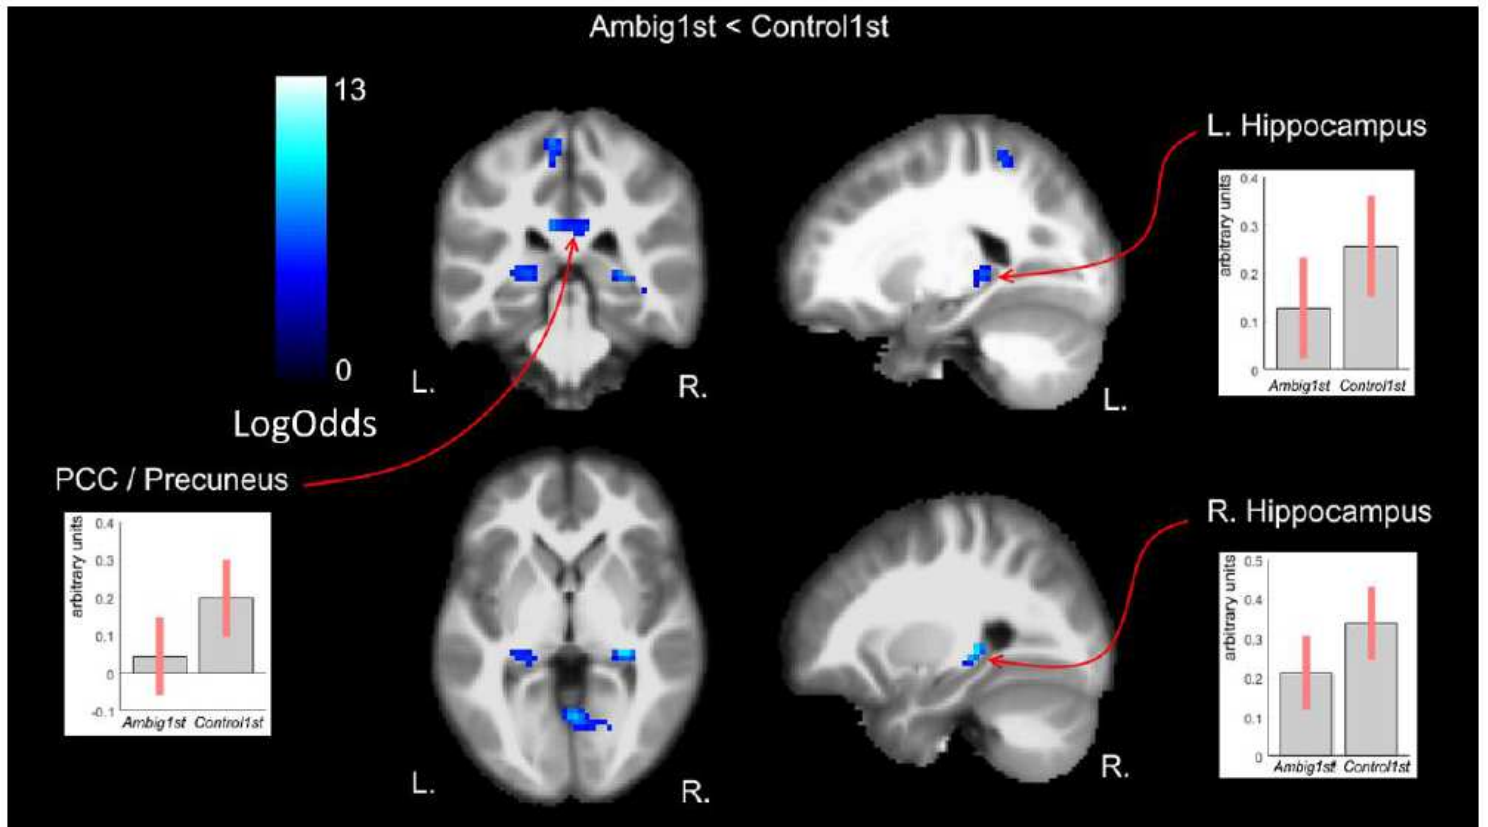 Ambig1st < Control1st
13
0
LogOdds
L.
R.
L.
L. Hippocampus
arbitrary units
0.4
0.3
0.2
0.1
0
Ambig1st Control1st
PCC / Precuneus
arbitrary units
0.4
0.3
0.2
0.1
0
-0.1
Ambig1st Control1st
L.
R.
R.
R. Hippocampus
arbitrary units
0.5
0.4
0.3
0.2
0.1
0
Ambig1st Control1st